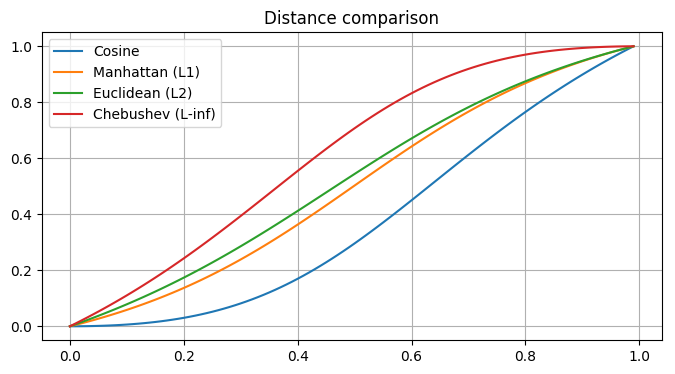 Distance comparison
Cosine
Manhattan (L1)
Euclidean (L2)
Chebushev (L-inf)
1.0
0.8
0.6
0.4
0.2
0.0
0.0 0.2 0.4 0.6 0.8 1.0